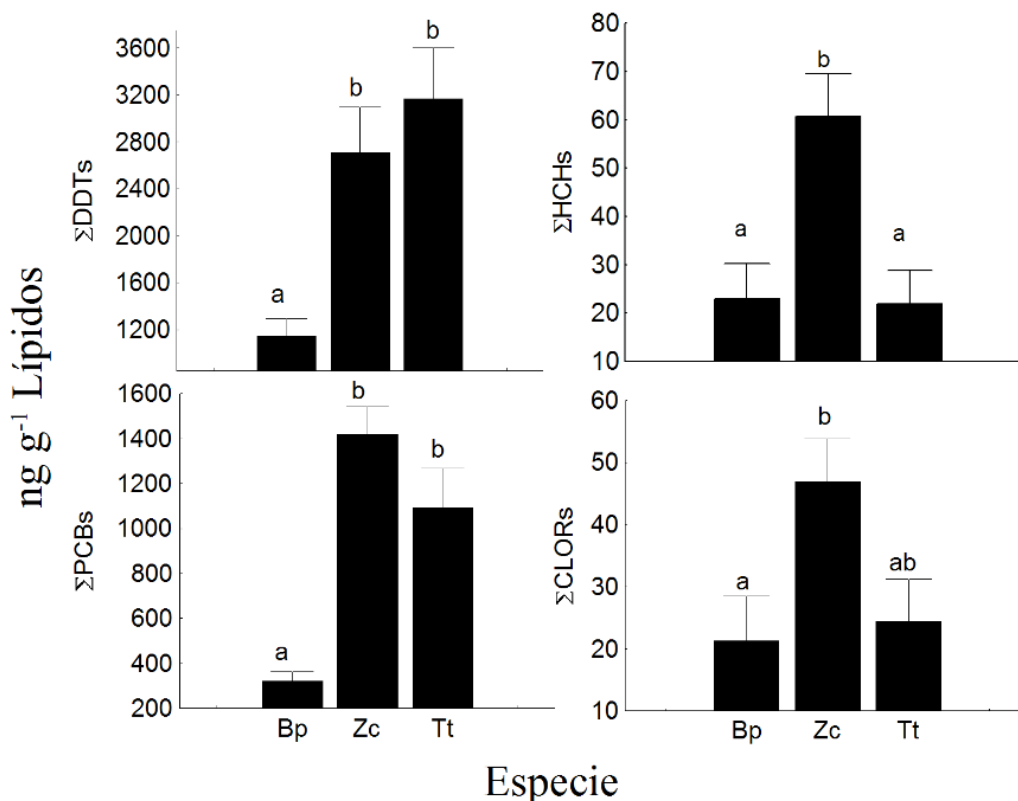 ng g-1 Lípidos
ΣDDTs
3600
3200
2800
2400
2000
1600
1200
a
b
b
ΣHCHs
80
70
60
50
40
30
20
10
a
b
a
ΣPCBs
1600
1400
1200
1000
800
600
400
200
a
b
b
Bp Zc Tt
ΣCLORs
60
50
40
30
20
10
a
b
ab
Bp Zc Tt
Especie